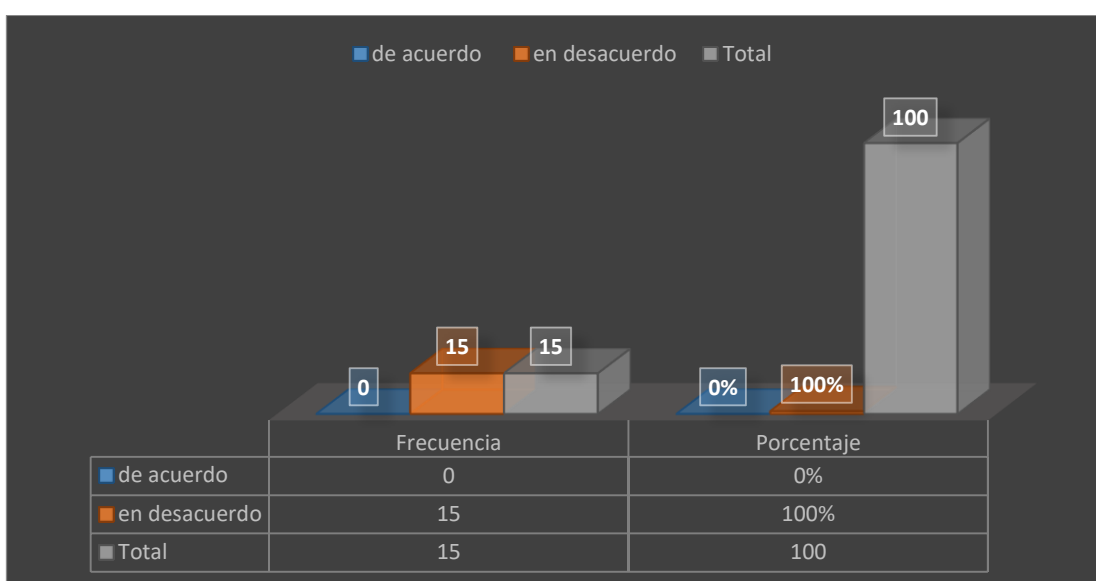 de acuerdo en desacuerdo Total
100
15 15
0 0% 100%
Frecuencia Porcentaje
de acuerdo 0 0%
en desacuerdo 15 100%
Total 15 100